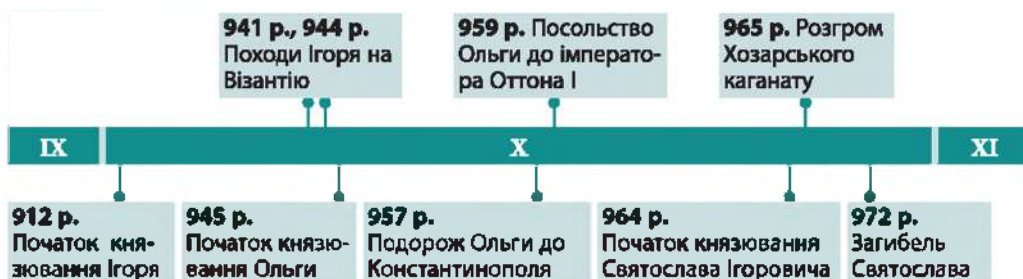 941 р., 944 р.
Походи Ігоря на
Візантію
959 р. Посольство
Ольги до імперато-
ра Оттона I
965 р. Розгром
Хозарського
каганату
IX
X
XI
912 р.
Початок кня-
зювання Ігоря
945 р.
Початок князю-
вання Ольги
957 р.
Подорож Ольги до
Константинополя
964 р.
Початок князювання
Святослава Ігоровича
972 р.
Загибель
Святослава